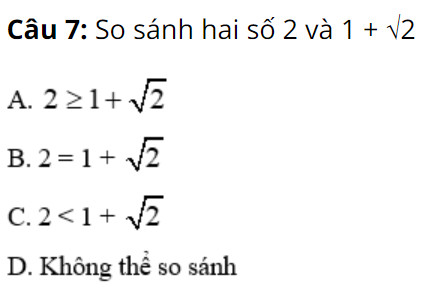 Câu 7: So sánh hai số 2 và 1 + √2
A. 2 ≥ 1 + √2
B. 2 = 1 + √2
C. 2 < 1 + √2
D. Không thể so sánh